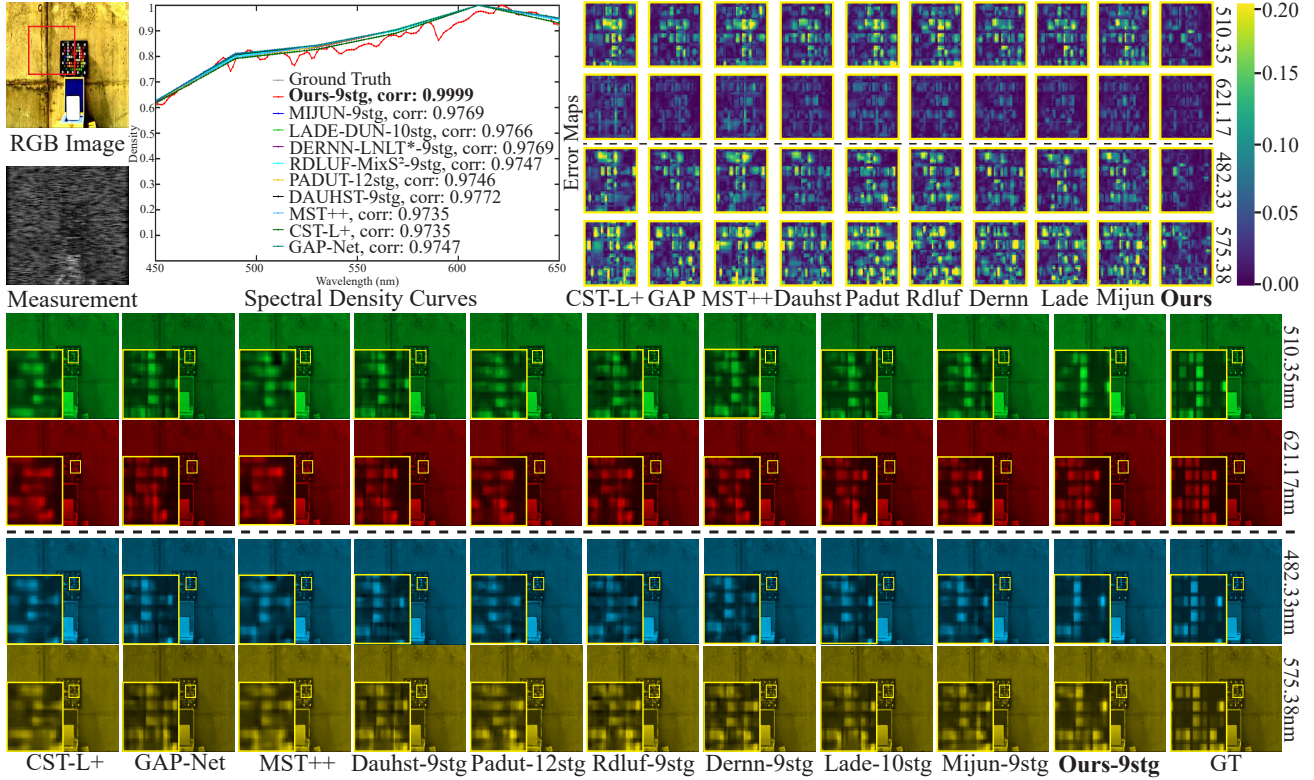 RGB Image
Measurement
1
0.9
0.8
0.7
0.6
0.5
0.4
0.3
0.2
0.1
Density
Ground Truth
Ours-9stg, corr: 0.9999
MIJUN-9stg, corr: 0.9769
LADE-DUN-10stg, corr: 0.9766
DERNN-LNLT*-9stg, corr: 0.9769
RDLUF-MixS²-9stg, corr: 0.9747
PADUT-12stg, corr: 0.9746
DAUHST-9stg, corr: 0.9772
MST++, corr: 0.9735
CST-L+, corr: 0.9735
GAP-Net, corr: 0.9747
450 500 550 600 650
Wavelength (nm)
Spectral Density Curves
Error Maps
510.35
621.17
482.33
575.38
0.20
0.15
0.10
0.05
0.00
CST-L+ GAP MST++ Dauhst Padut Rdluf Dernn Lade Mijun Ours
510.35nm
621.17nm
482.33nm
575.38nm
CST-L+ GAP-Net MST++ Dauhst-9stg Padut-12stg Rdluf-9stg Dernn-9stg Lade-10stg Mijun-9stg Ours-9stg GT